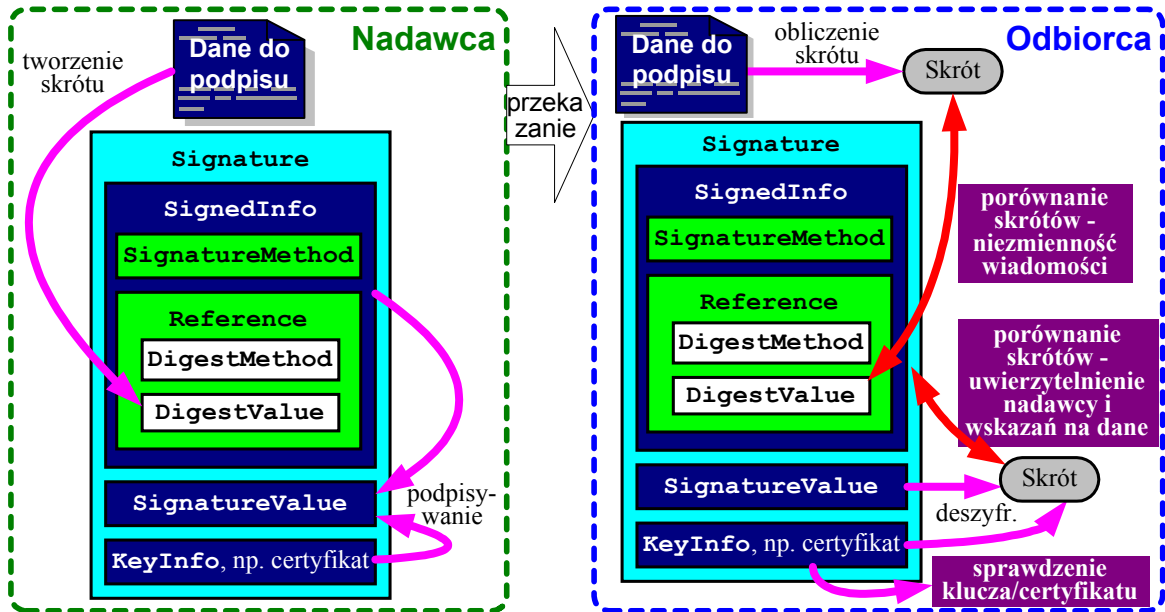 Nadawca
Dane do
podpisu
tworzenie
skrótu
Signature
SignedInfo
SignatureMethod
Reference
DigestMethod
DigestValue
SignatureValue
podpisy-
wanie
KeyInfo, np. certyfikat
przeka
zanie
Odbiorca
Dane do
podpisu
obliczenie
skrótu
Skrót
Signature
SignedInfo
SignatureMethod
Reference
DigestMethod
DigestValue
porównanie
skrótów -
niezmienność
wiadomości
porównanie
skrótów -
uwierzytelnienie
nadawcy i
wskazań na dane
SignatureValue
Skrót
deszyfr.
KeyInfo, np. certyfikat
sprawdzenie
klucza/certyfikatu